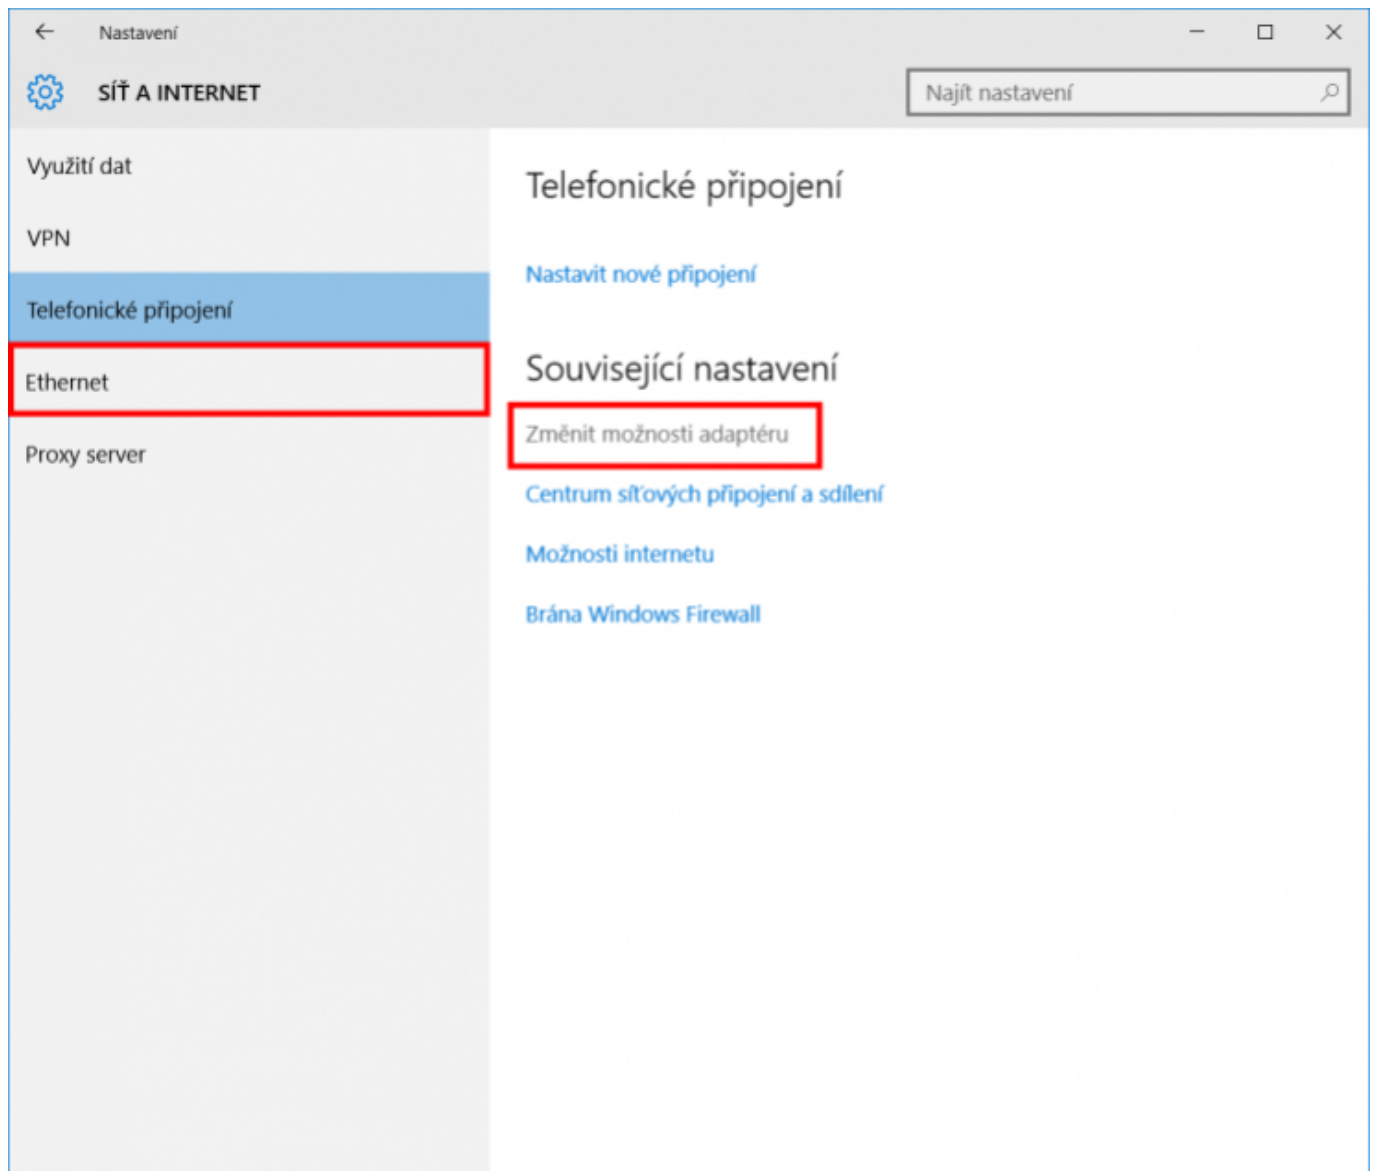 Nastavení
SÍŤ A INTERNET
Najít nastavení
Využití dat
VPN
Telefonické připojení
Ethernet
Proxy server
Telefonické připojení
Nastavit nové připojení
Související nastavení
Změnit možnosti adaptéru
Centrum síťových připojení a sdílení
Možnosti internetu
Brána Windows Firewall